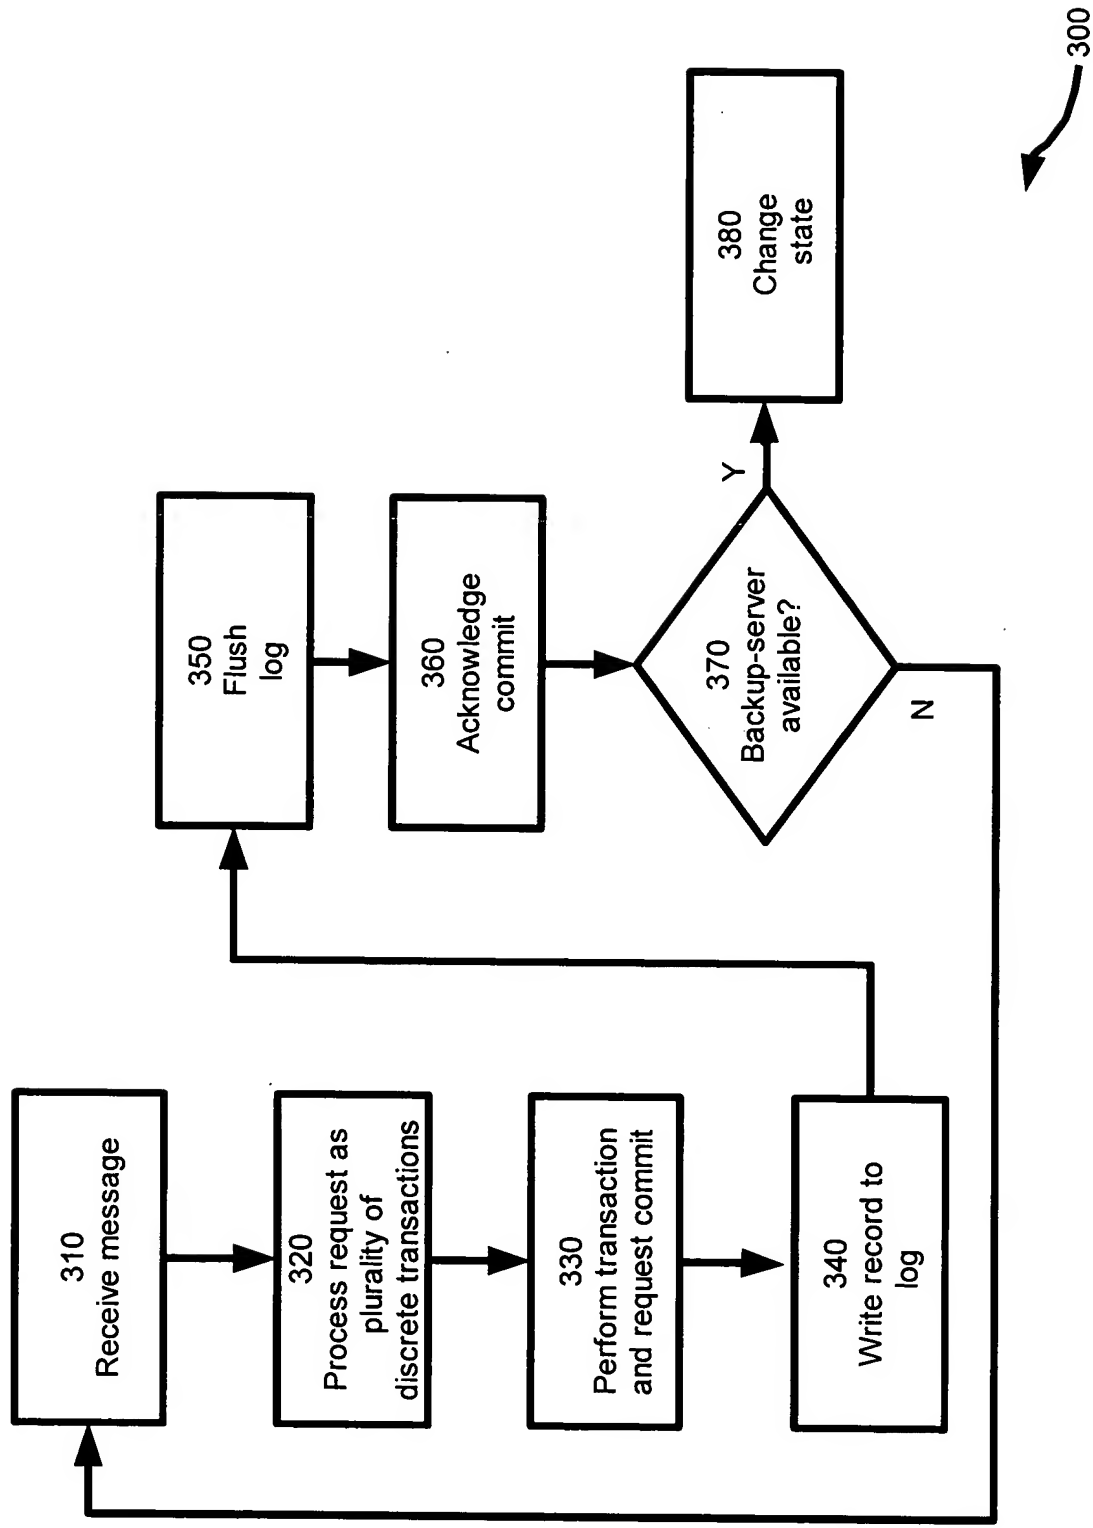 310
Receive message
320
Process request as
plurality of
discrete transactions
330
Perform transaction
and request commit
340
Write record to
log
350
Flush
log
360
Acknowledge
commit
370
Backup-server
available?
Y
N
380
Change
state
300